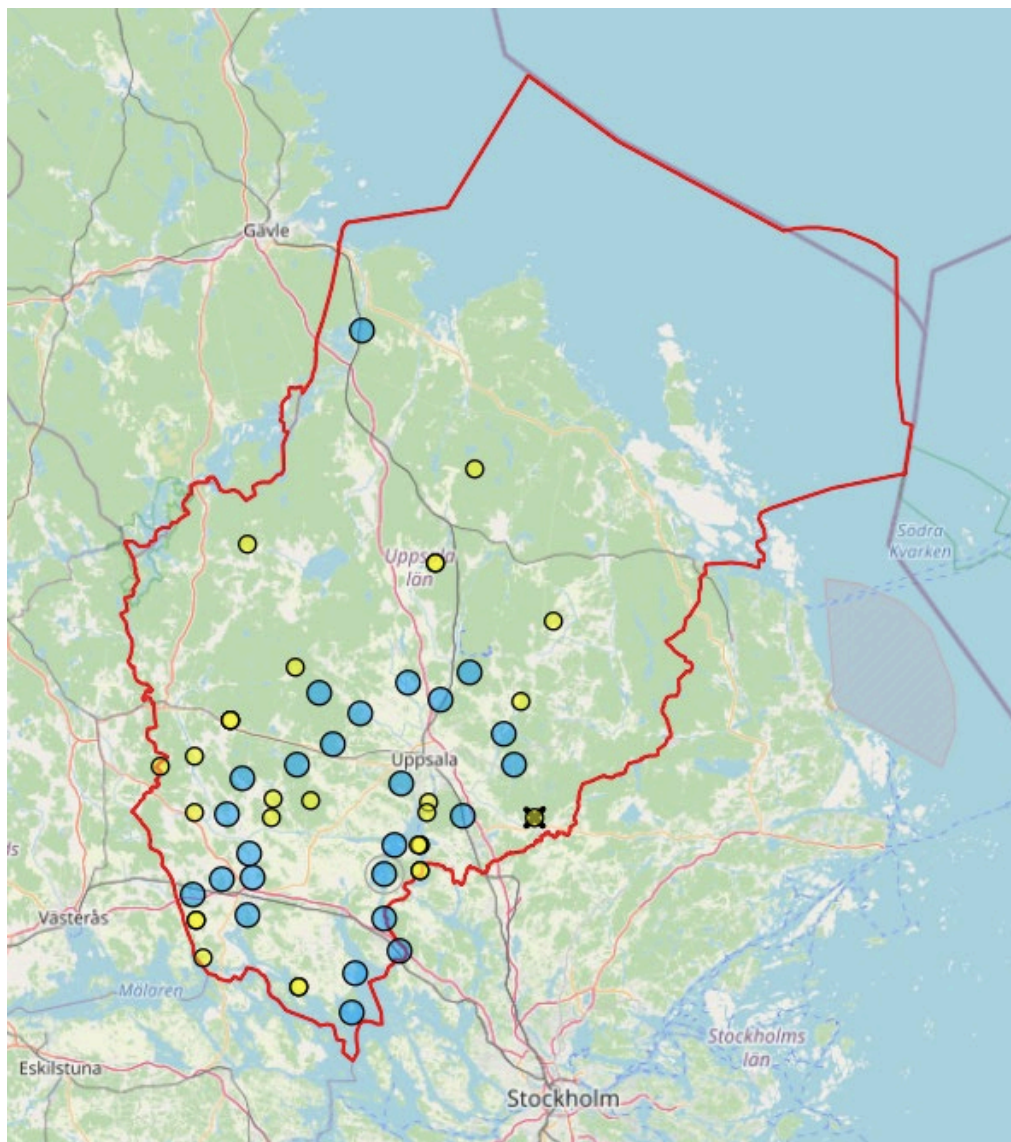 Gävle
Uppsala
län
Södra
Kvarken
Uppsala
Västerås
Mälaren
Stockholms
län
Eskilstuna
Stockholm